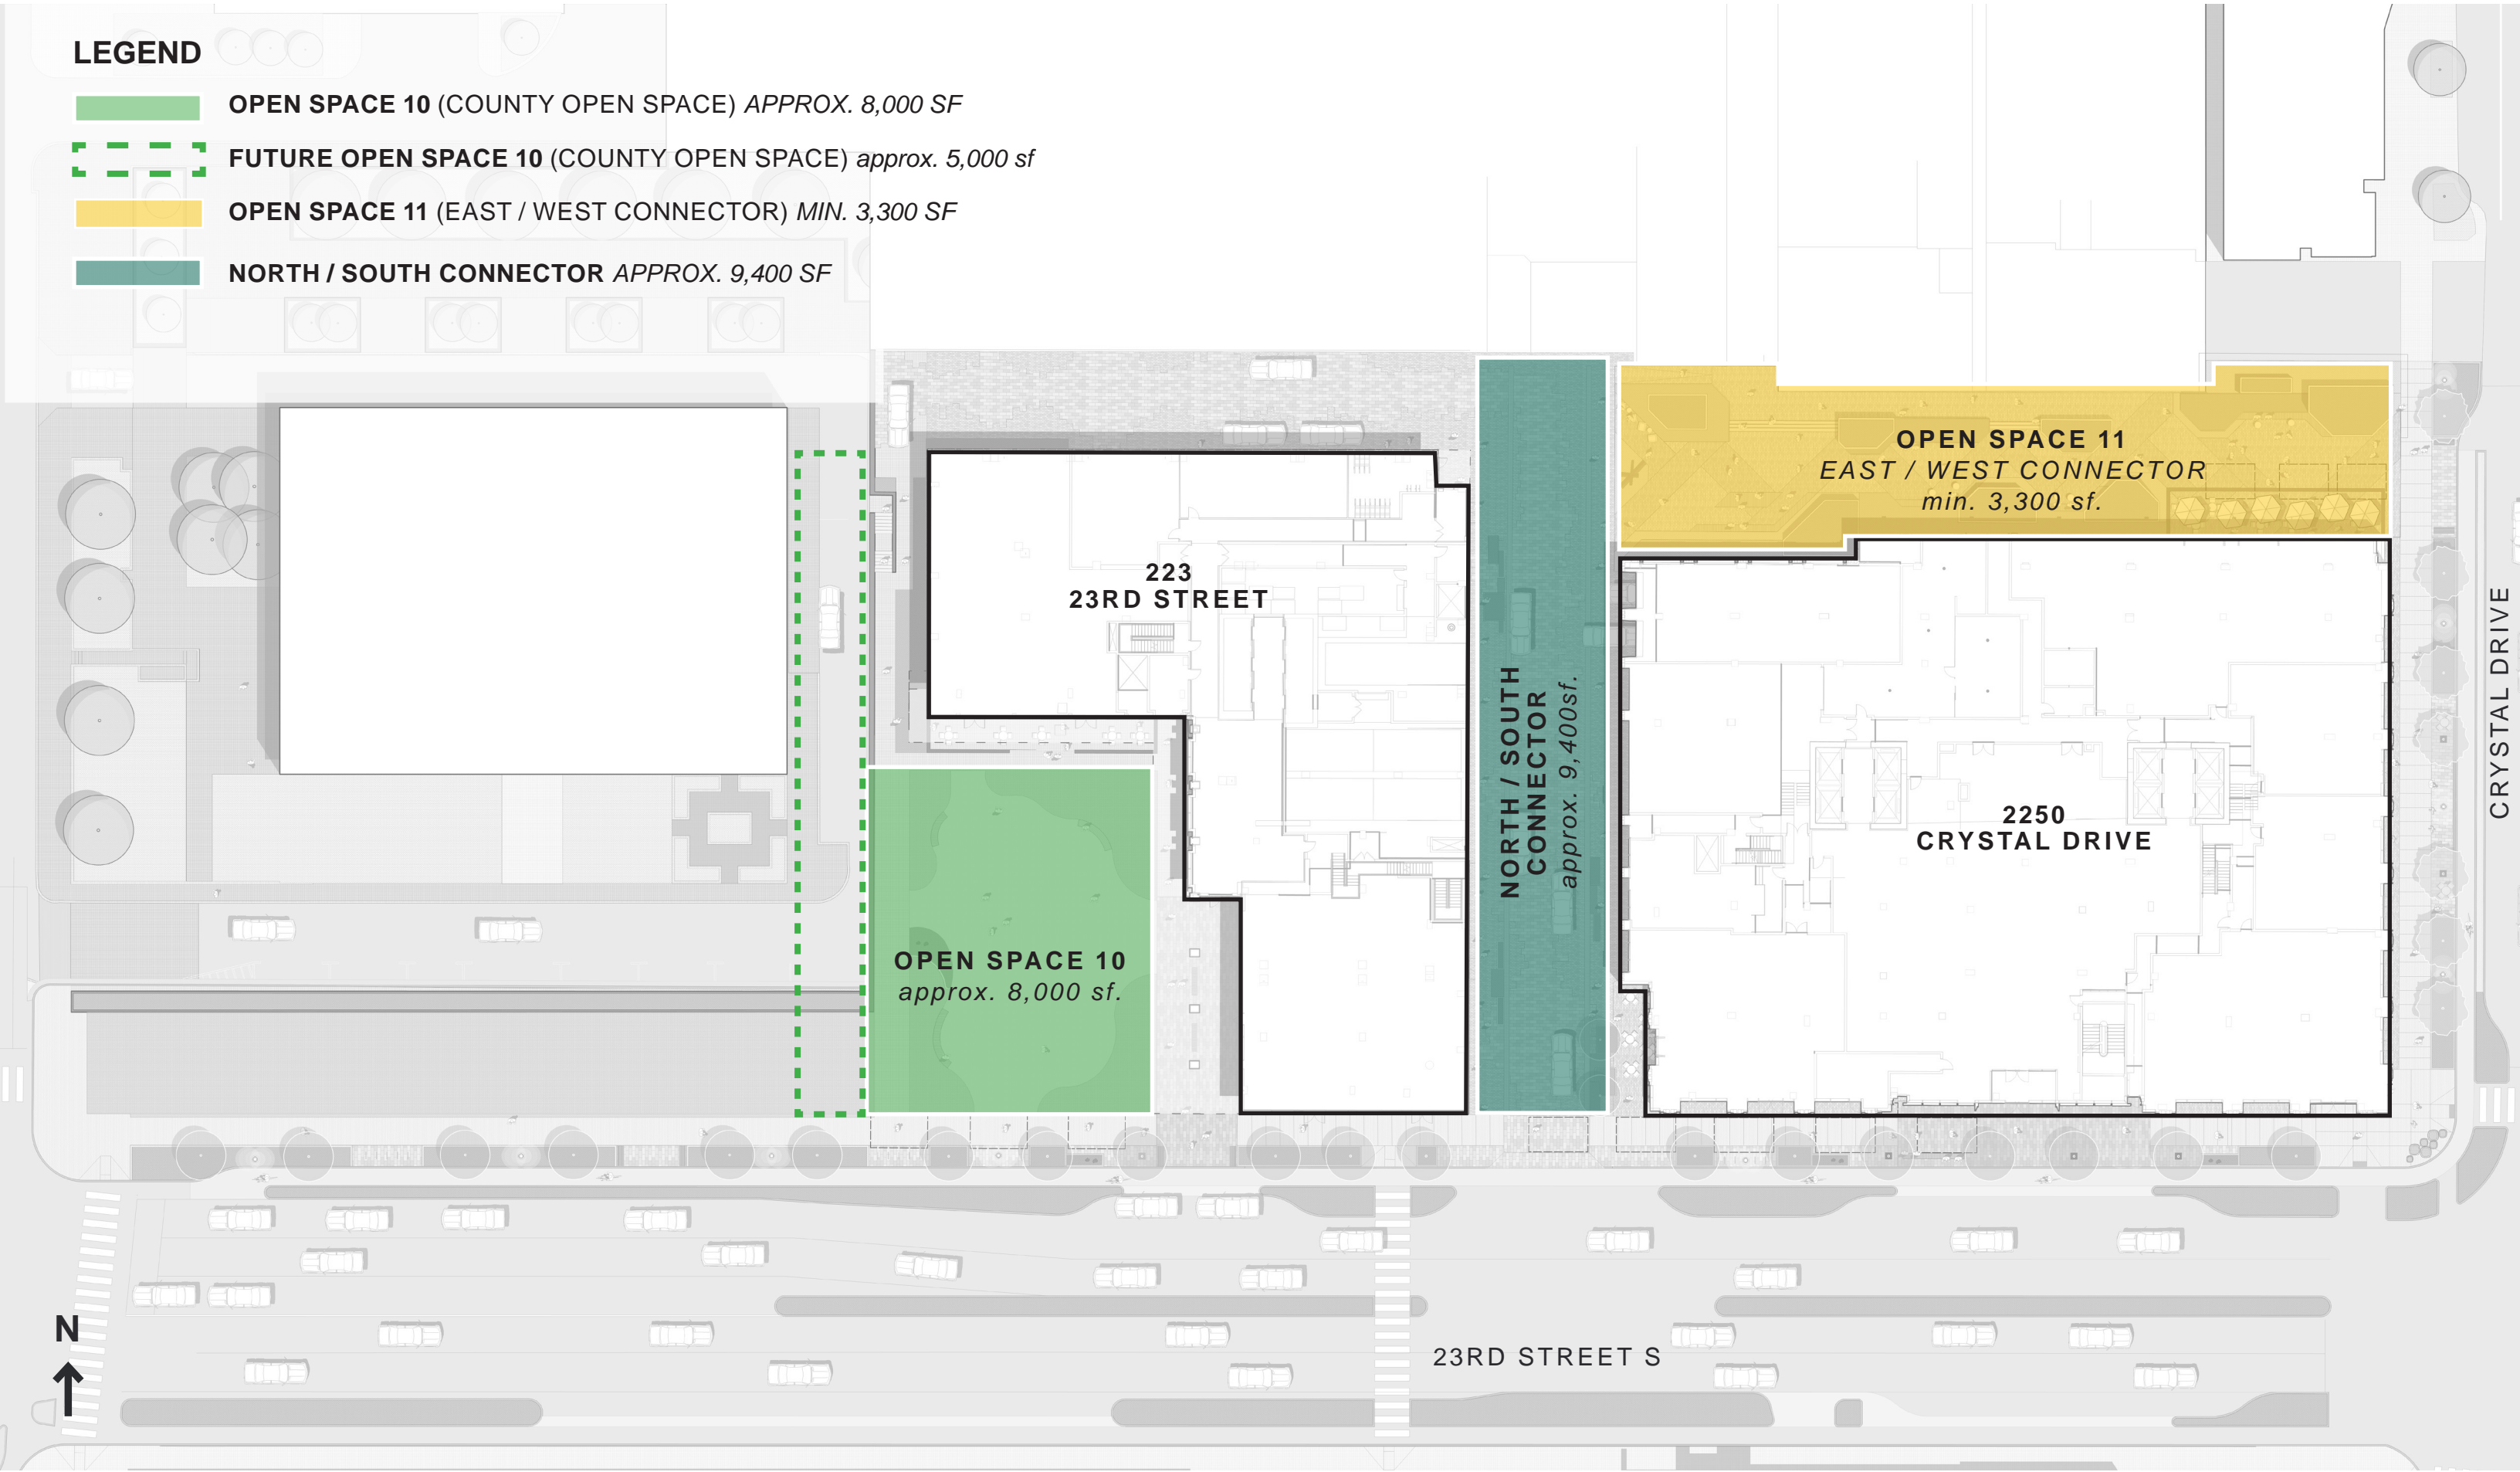 LEGEND
OPEN SPACE 10 (COUNTY OPEN SPACE) APPROX. 8,000 SF
FUTURE OPEN SPACE 10 (COUNTY OPEN SPACE) approx. 5,000 sf
OPEN SPACE 11 (EAST / WEST CONNECTOR) MIN. 3,300 SF
NORTH / SOUTH CONNECTOR APPROX. 9,400 SF
OPEN SPACE 11
EAST / WEST CONNECTOR
min. 3,300 sf.
223
23RD STREET
NORTH / SOUTH
CONNECTOR
approx. 9,400sf.
2250
CRYSTAL DRIVE
CRYSTAL DRIVE
OPEN SPACE 10
approx. 8,000 sf.
N
23RD STREET S